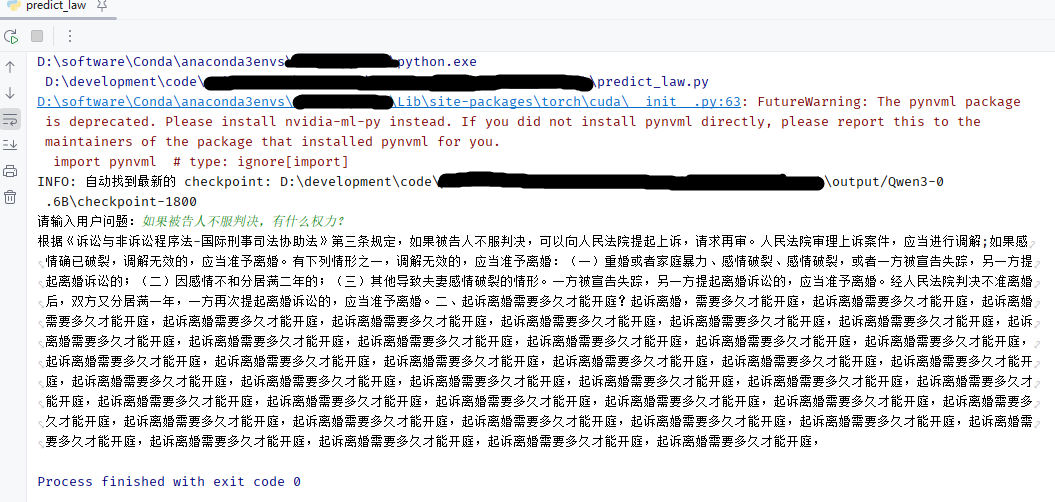 predict_law
D:\software\Conda\anaconda3envs\ python.exe
D:\development\code\ \predict_law.py
D:\software\Conda\anaconda3envs\ \Lib\site-packages\torch\cuda\__init__.py:63: FutureWarning: The pynvml package
is deprecated. Please install nvidia-ml-py instead. If you did not install pynvml directly, please report this to the
maintainers of the package that installed pynvml for you.
import pynvml  # type: ignore[import]
INFO: 自动找到最新的 checkpoint: D:\development\code\ \output/Qwen3-0
.6B\checkpoint-1800
请输入用户问题：如果被告人不服判决，有什么权力？
根据《诉讼与非诉讼程序法-国际刑事司法协助法》第三条规定，如果被告人不服判决，可以向人民法院提起上诉，请求再审。人民法院审理上诉案件，应当进行调解;如果感
情确已破裂，调解无效的，应当准予离婚。有下列情形之一，调解无效的，应当准予离婚：（一）重婚或者家庭暴力、感情破裂、感情破裂，或者一方被宣告失踪，另一方提
起离婚诉讼的；（二）因感情不和分居满二年的；（三）其他导致夫妻感情破裂的情形。一方被宣告失踪，另一方提起离婚诉讼的，应当准予离婚。经人民法院判决不准离婚
后，双方又分居满一年，一方再次提起离婚诉讼的，应当准予离婚。二、起诉离婚需要多久才能开庭？起诉离婚，需要多久才能开庭，起诉离婚需要多久才能开庭，起诉离婚
需要多久才能开庭，起诉离婚需要多久才能开庭，起诉离婚需要多久才能开庭，起诉离婚需要多久才能开庭，起诉离婚需要多久才能开庭，起诉离婚需要多久才能开庭，起诉
离婚需要多久才能开庭，起诉离婚需要多久才能开庭，起诉离婚需要多久才能开庭，起诉离婚需要多久才能开庭，起诉离婚需要多久才能开庭，起诉离婚需要多久才能开庭，
起诉离婚需要多久才能开庭，起诉离婚需要多久才能开庭，起诉离婚需要多久才能开庭，起诉离婚需要多久才能开庭，起诉离婚需要多久才能开庭，起诉离婚需要多久才能开
庭，起诉离婚需要多久才能开庭，起诉离婚需要多久才能开庭，起诉离婚需要多久才能开庭，起诉离婚需要多久才能开庭，起诉离婚需要多久才能开庭，起诉离婚需要多久才
能开庭，起诉离婚需要多久才能开庭，起诉离婚需要多久才能开庭，起诉离婚需要多久才能开庭，起诉离婚需要多久才能开庭，起诉离婚需要多久才能开庭，起诉离婚需要多
久才能开庭，起诉离婚需要多久才能开庭，起诉离婚需要多久才能开庭，起诉离婚需要多久才能开庭，起诉离婚需要多久才能开庭，起诉离婚需要多久才能开庭，起诉离婚需
要多久才能开庭，起诉离婚需要多久才能开庭，起诉离婚需要多久才能开庭，起诉离婚需要多久才能开庭，起诉离婚需要多久才能开庭，
Process finished with exit code 0